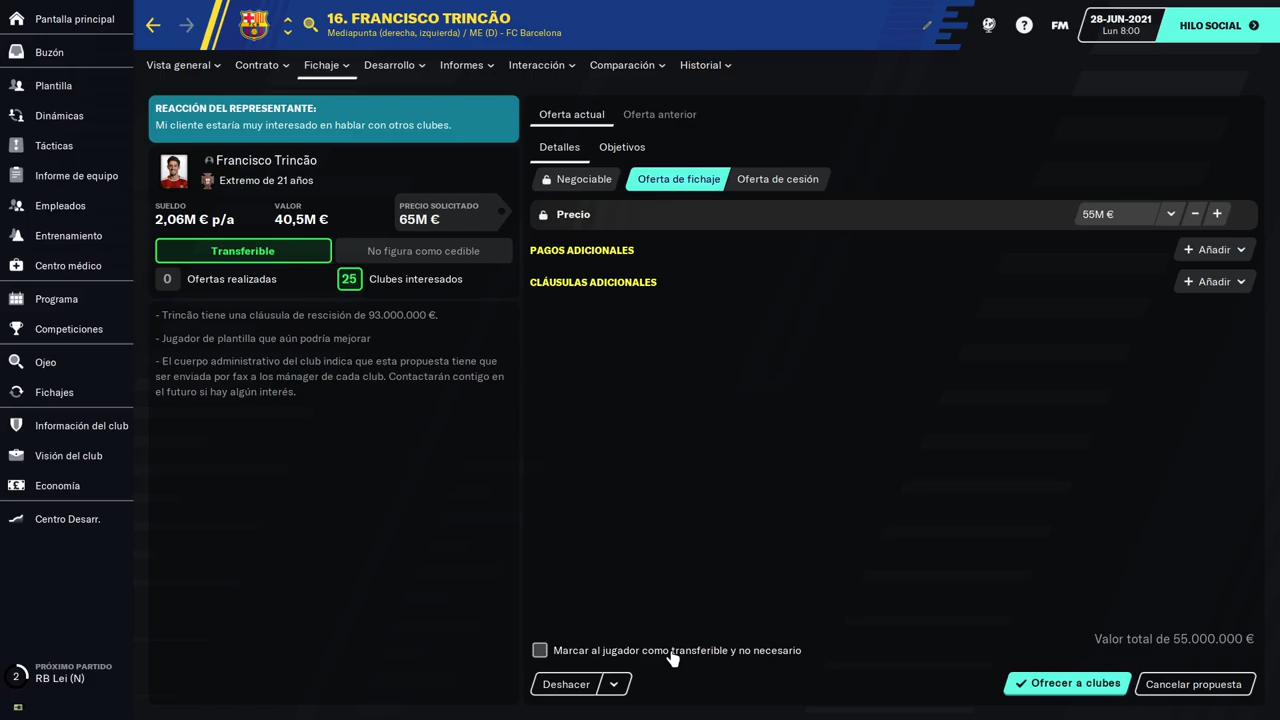 Pantalla principal
Buzón
Plantilla
Dinámicas
Tácticas
Informe de equipo
Empleados
Entrenamiento
Centro médico
Programa
Competiciones
Ojeo
Fichajes
Información del club
Visión del club
Economía
Centro Desarr.
2
PRÓXIMO PARTIDO
RB Lei (N)
16. FRANCISCO TRINCÃO
Mediapunta (derecha, izquierda) / ME (D) - FC Barcelona
?
FM
28-JUN-2021
Lun 8:00
HILO SOCIAL
Vista general
Contrato
Fichaje
Desarrollo
Informes
Interacción
Comparación
Historial
REACCIÓN DEL REPRESENTANTE:
Mi cliente estaría muy interesado en hablar con otros clubes.
Francisco Trincão
Extremo de 21 años
SUELDO
2,06M € p/a
VALOR
40,5M €
PRECIO SOLICITADO
65M €
Transferible
No figura como cedible
0 Ofertas realizadas
25 Clubes interesados
- Trincão tiene una cláusula de rescisión de 93.000.000 €.
- Jugador de plantilla que aún podría mejorar
- El cuerpo administrativo del club indica que esta propuesta tiene que
ser enviada por fax a los mánager de cada club. Contactarán contigo en
el futuro si hay algún interés.
Oferta actual
Oferta anterior
Detalles
Objetivos
Negociable
Oferta de fichaje
Oferta de cesión
Precio
55M €
PAGOS ADICIONALES
+ Añadir
CLÁUSULAS ADICIONALES
+ Añadir
Valor total de 55.000.000 €
Marcar al jugador como transferible y no necesario
Deshacer
Ofrecer a clubes
Cancelar propuesta